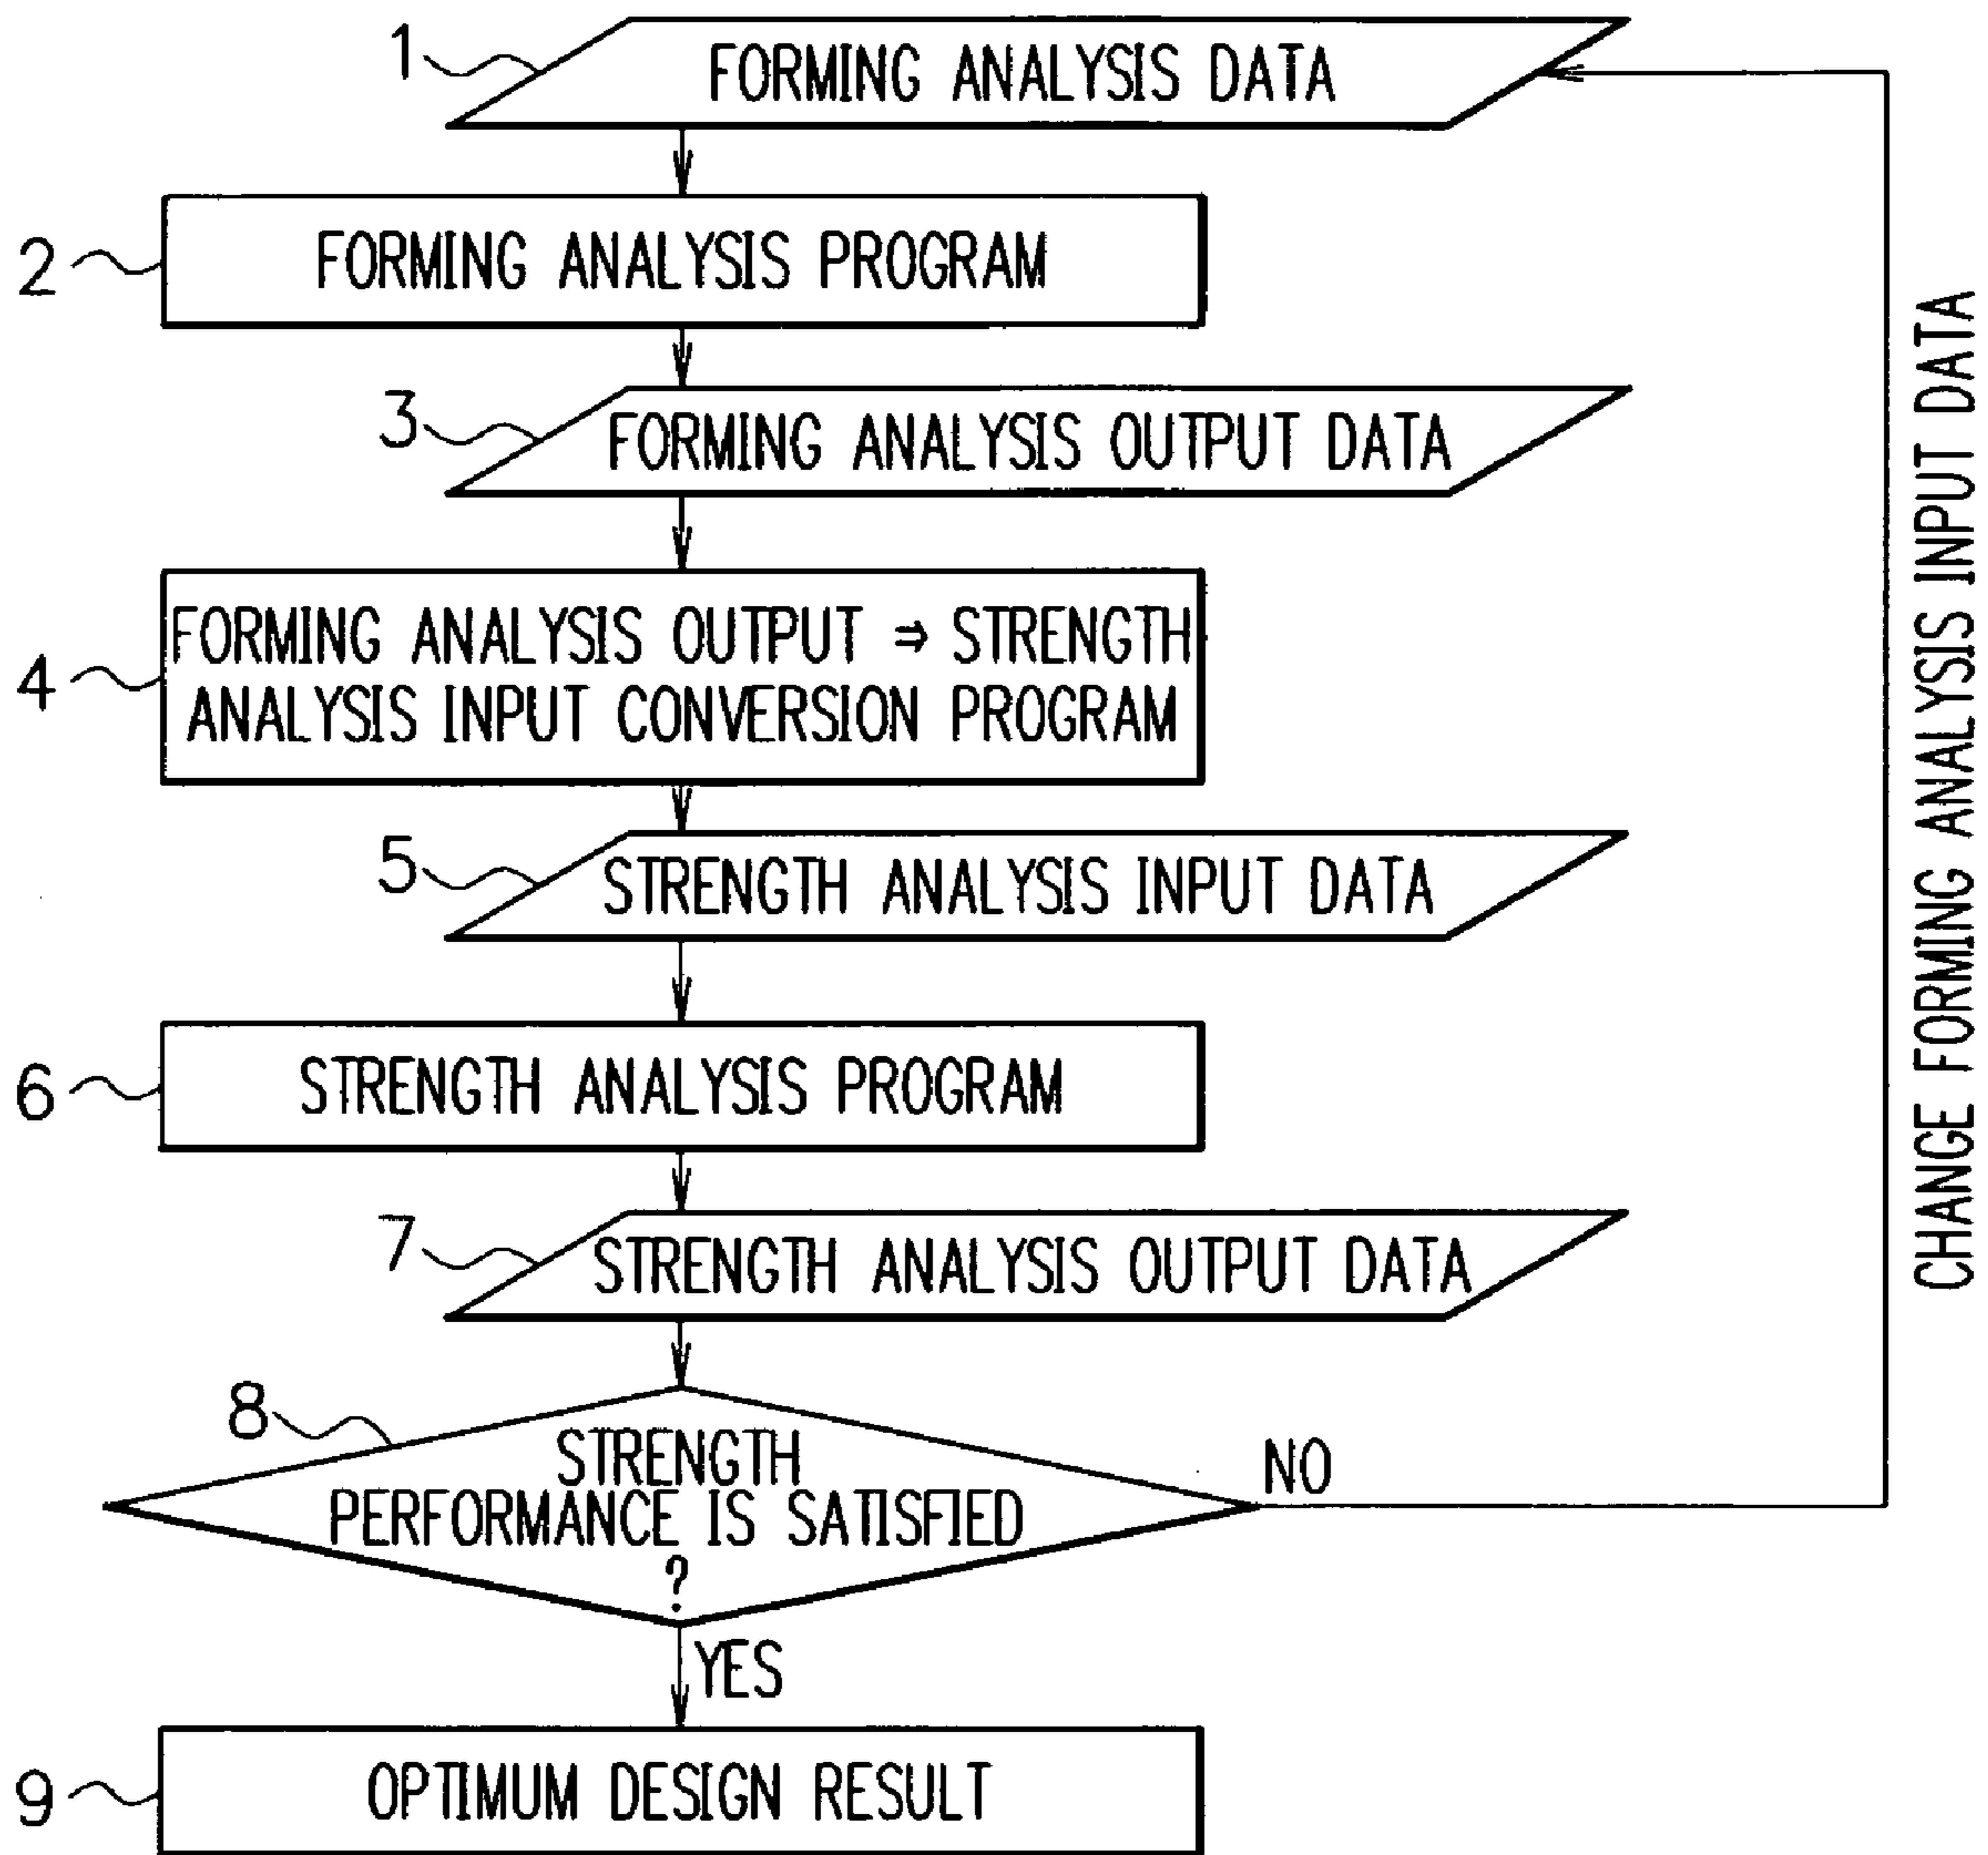 1
FORMING ANALYSIS DATA
2
FORMING ANALYSIS PROGRAM
3
FORMING ANALYSIS OUTPUT DATA
4
FORMING ANALYSIS OUTPUT ⇒ STRENGTH
ANALYSIS INPUT CONVERSION PROGRAM
5
STRENGTH ANALYSIS INPUT DATA
6
STRENGTH ANALYSIS PROGRAM
7
STRENGTH ANALYSIS OUTPUT DATA
8
STRENGTH
PERFORMANCE IS SATISFIED
?
NO
YES
9
OPTIMUM DESIGN RESULT
CHANGE FORMING ANALYSIS INPUT DATA